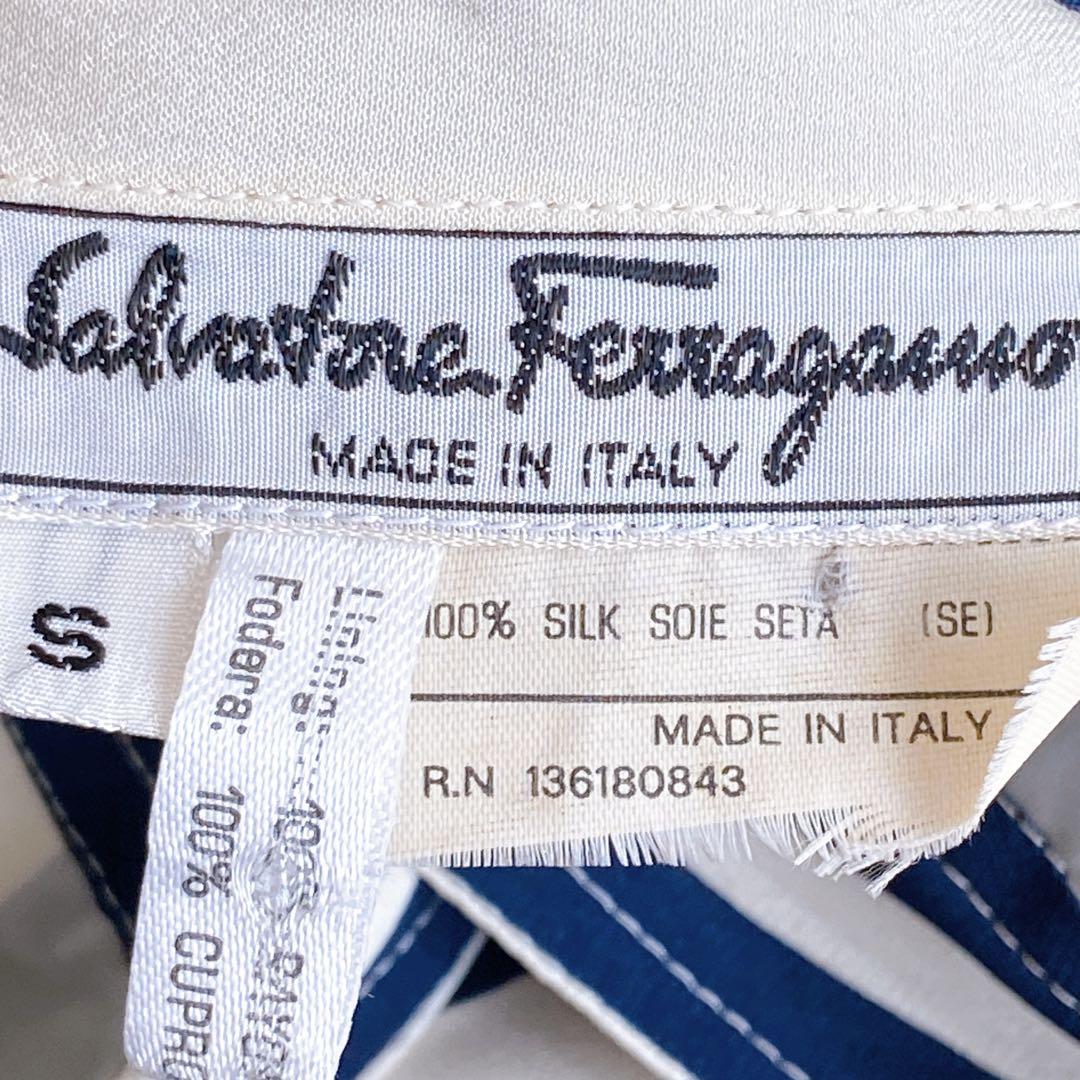 Salvatore Ferragamo
MADE IN ITALY
S
100% SILK SOIE SETA (SE)
MADE IN ITALY
R.N 136180843
Fodera: 100% CUPRO